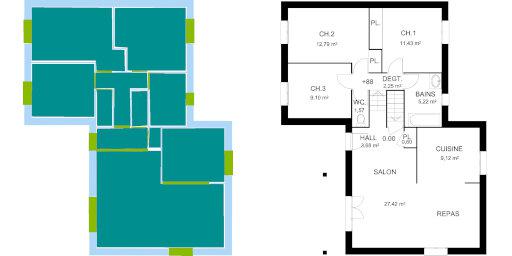 CH.2
12,79 m²
PL.
CH.1
11,43 m²
PL.
CH.3
9,10 m²
+88
DEGT.
2,25 m²
BAINS
5,22 m²
WC.
1,57
HALL
3,68 m²
0.00
PL.
0,60
CUISINE
9,12 m²
SALON
27,42 m²
REPAS